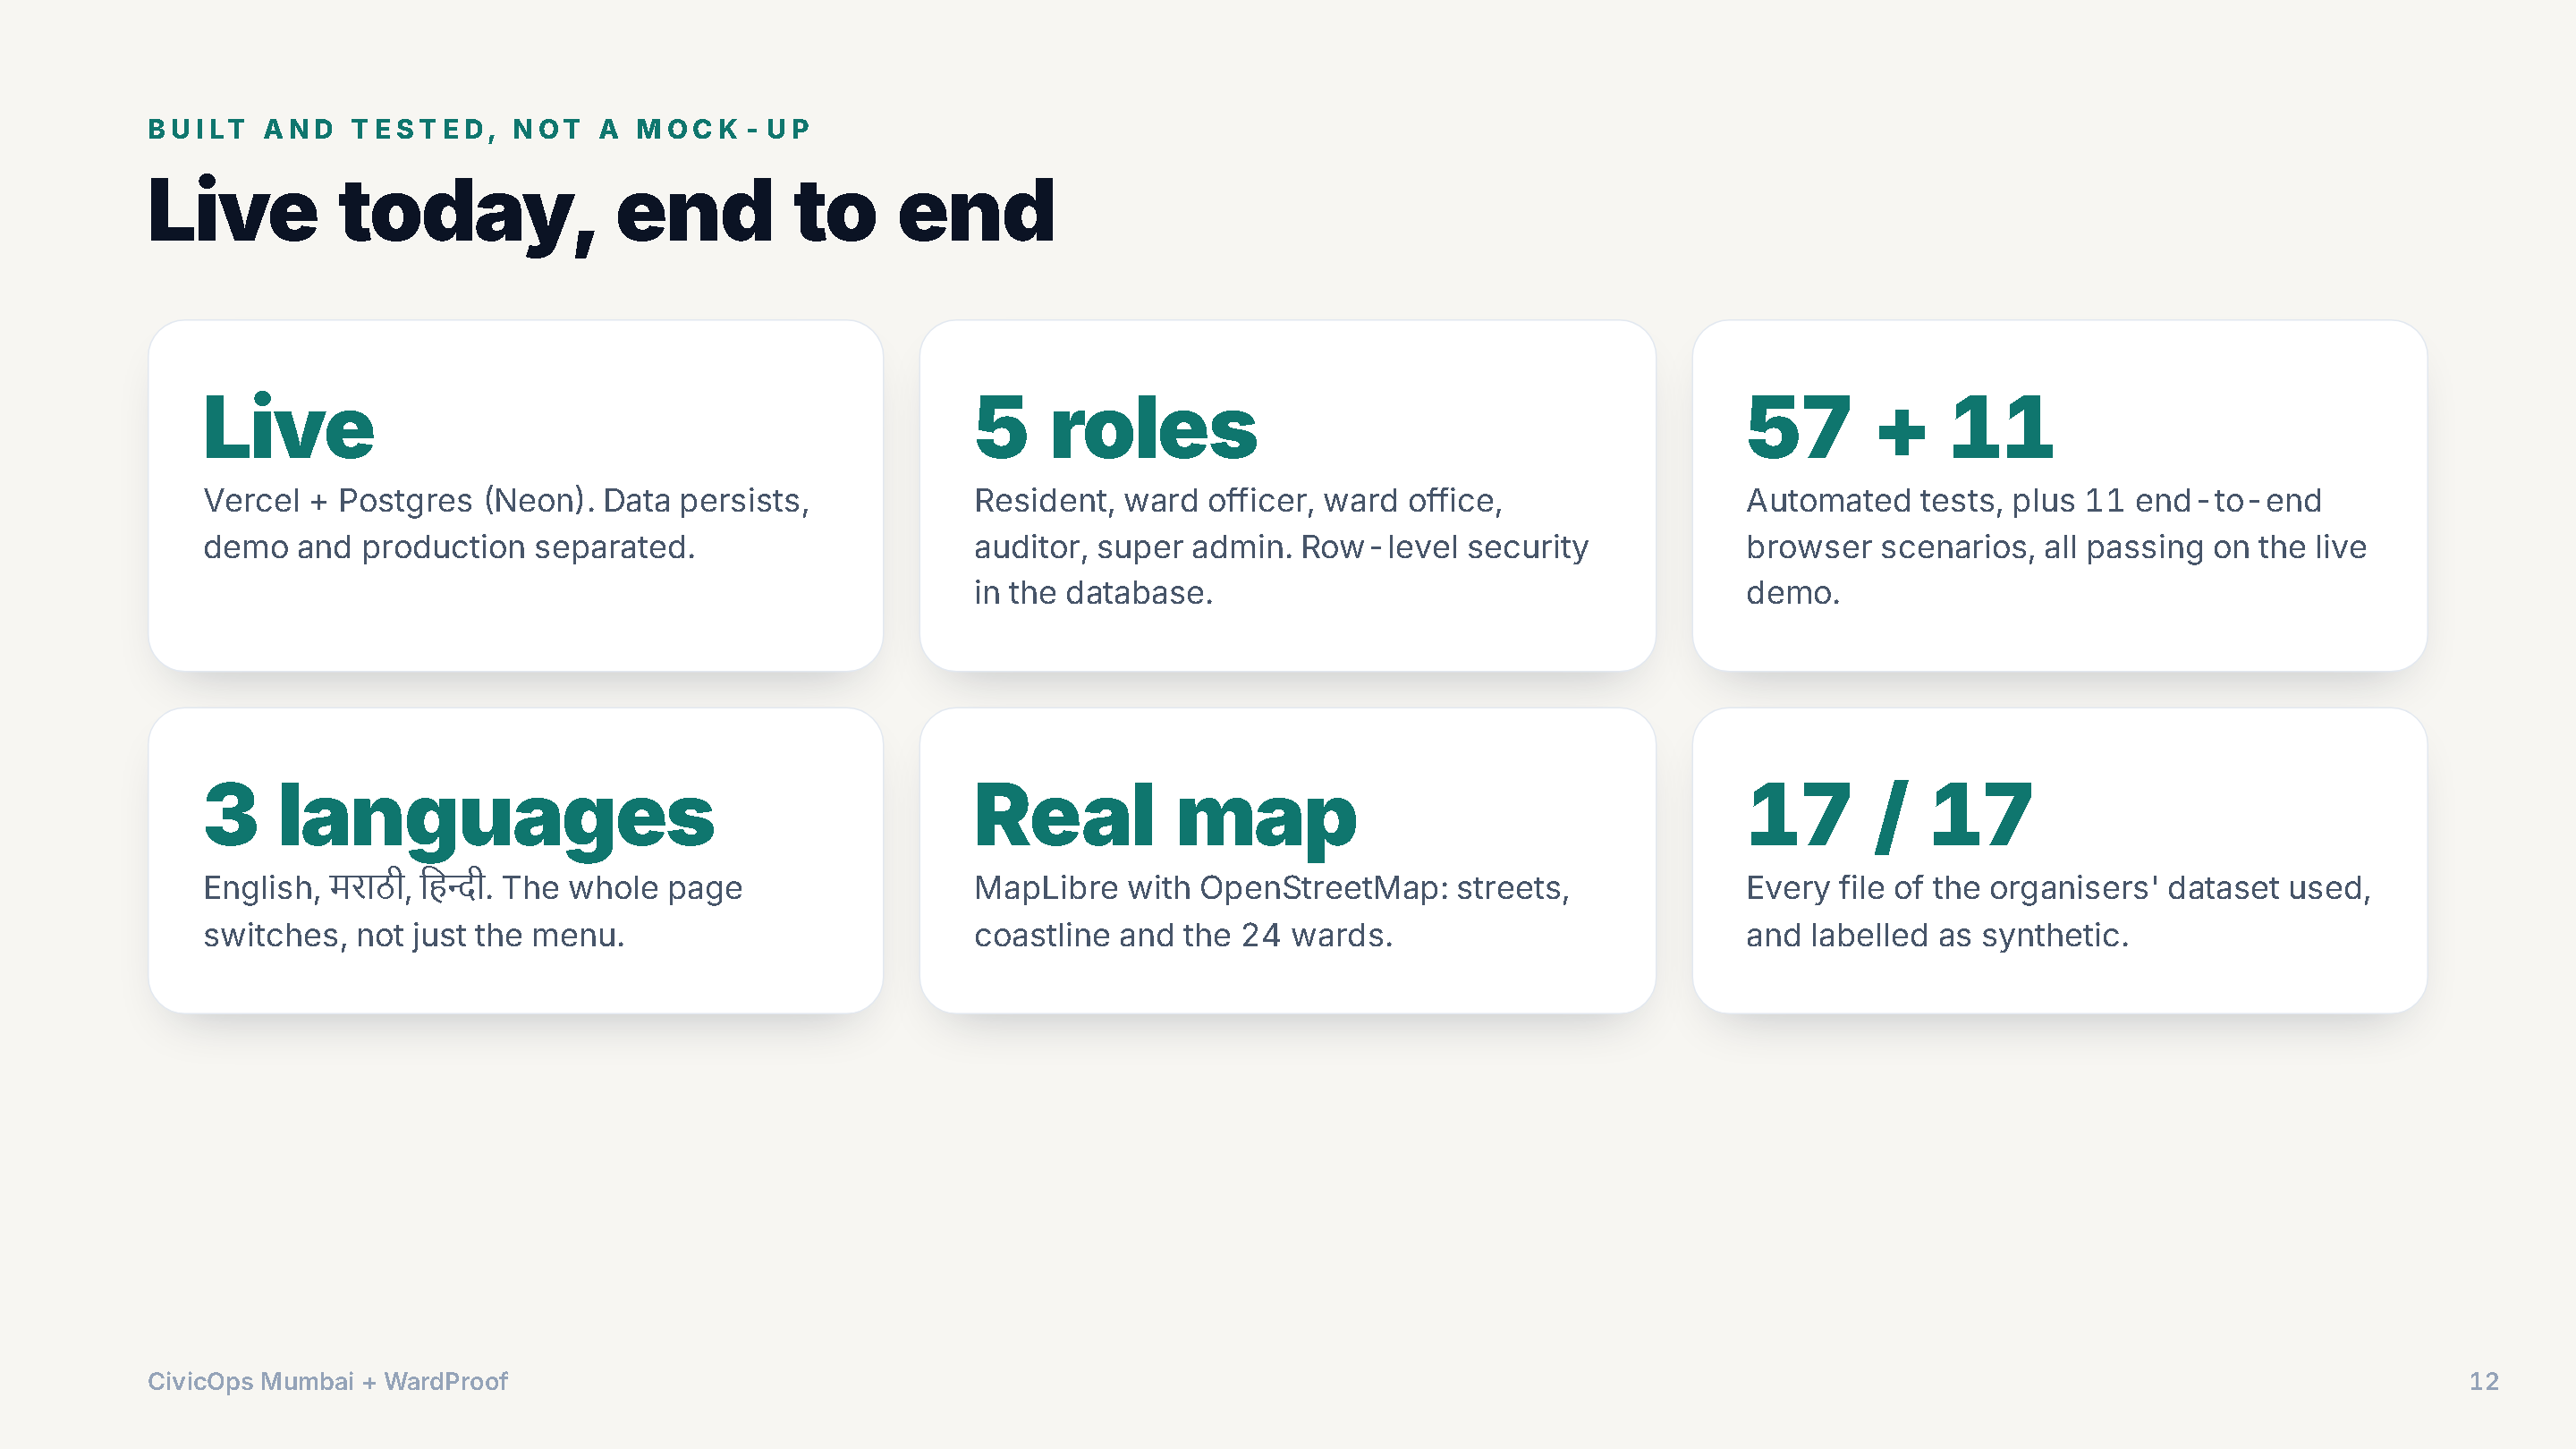 BUILT AND TESTED, NOT A MOCK-UP
Live today, end to end
Live
Vercel + Postgres (Neon). Data persists,
demo and production separated.
5 roles
Resident, ward officer, ward office,
auditor, super admin. Row-level security
in the database.
57 + 11
Automated tests, plus 11 end-to-end
browser scenarios, all passing on the live
demo.
3 languages
English, मराठी, हिन्दी. The whole page
switches, not just the menu.
Real map
MapLibre with OpenStreetMap: streets,
coastline and the 24 wards.
17 / 17
Every file of the organisers' dataset used,
and labelled as synthetic.
CivicOps Mumbai + WardProof
12